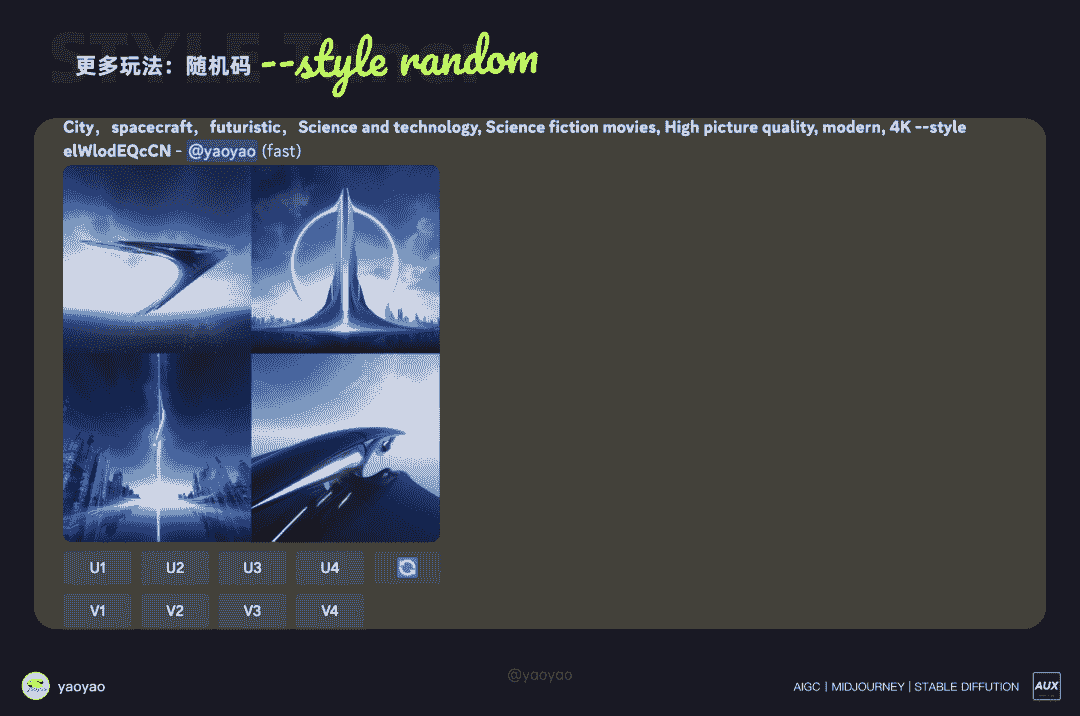 更多玩法：随机码 --style random
City， spacecraft， futuristic， Science and technology, Science fiction movies, High picture quality, modern, 4K --style
elWlodEQcCN - @yaoyao (fast)
U1 U2 U3 U4
V1 V2 V3 V4
@yaoyao
yaoyao
AIGC | MIDJOURNEY | STABLE DIFFUTION AUX